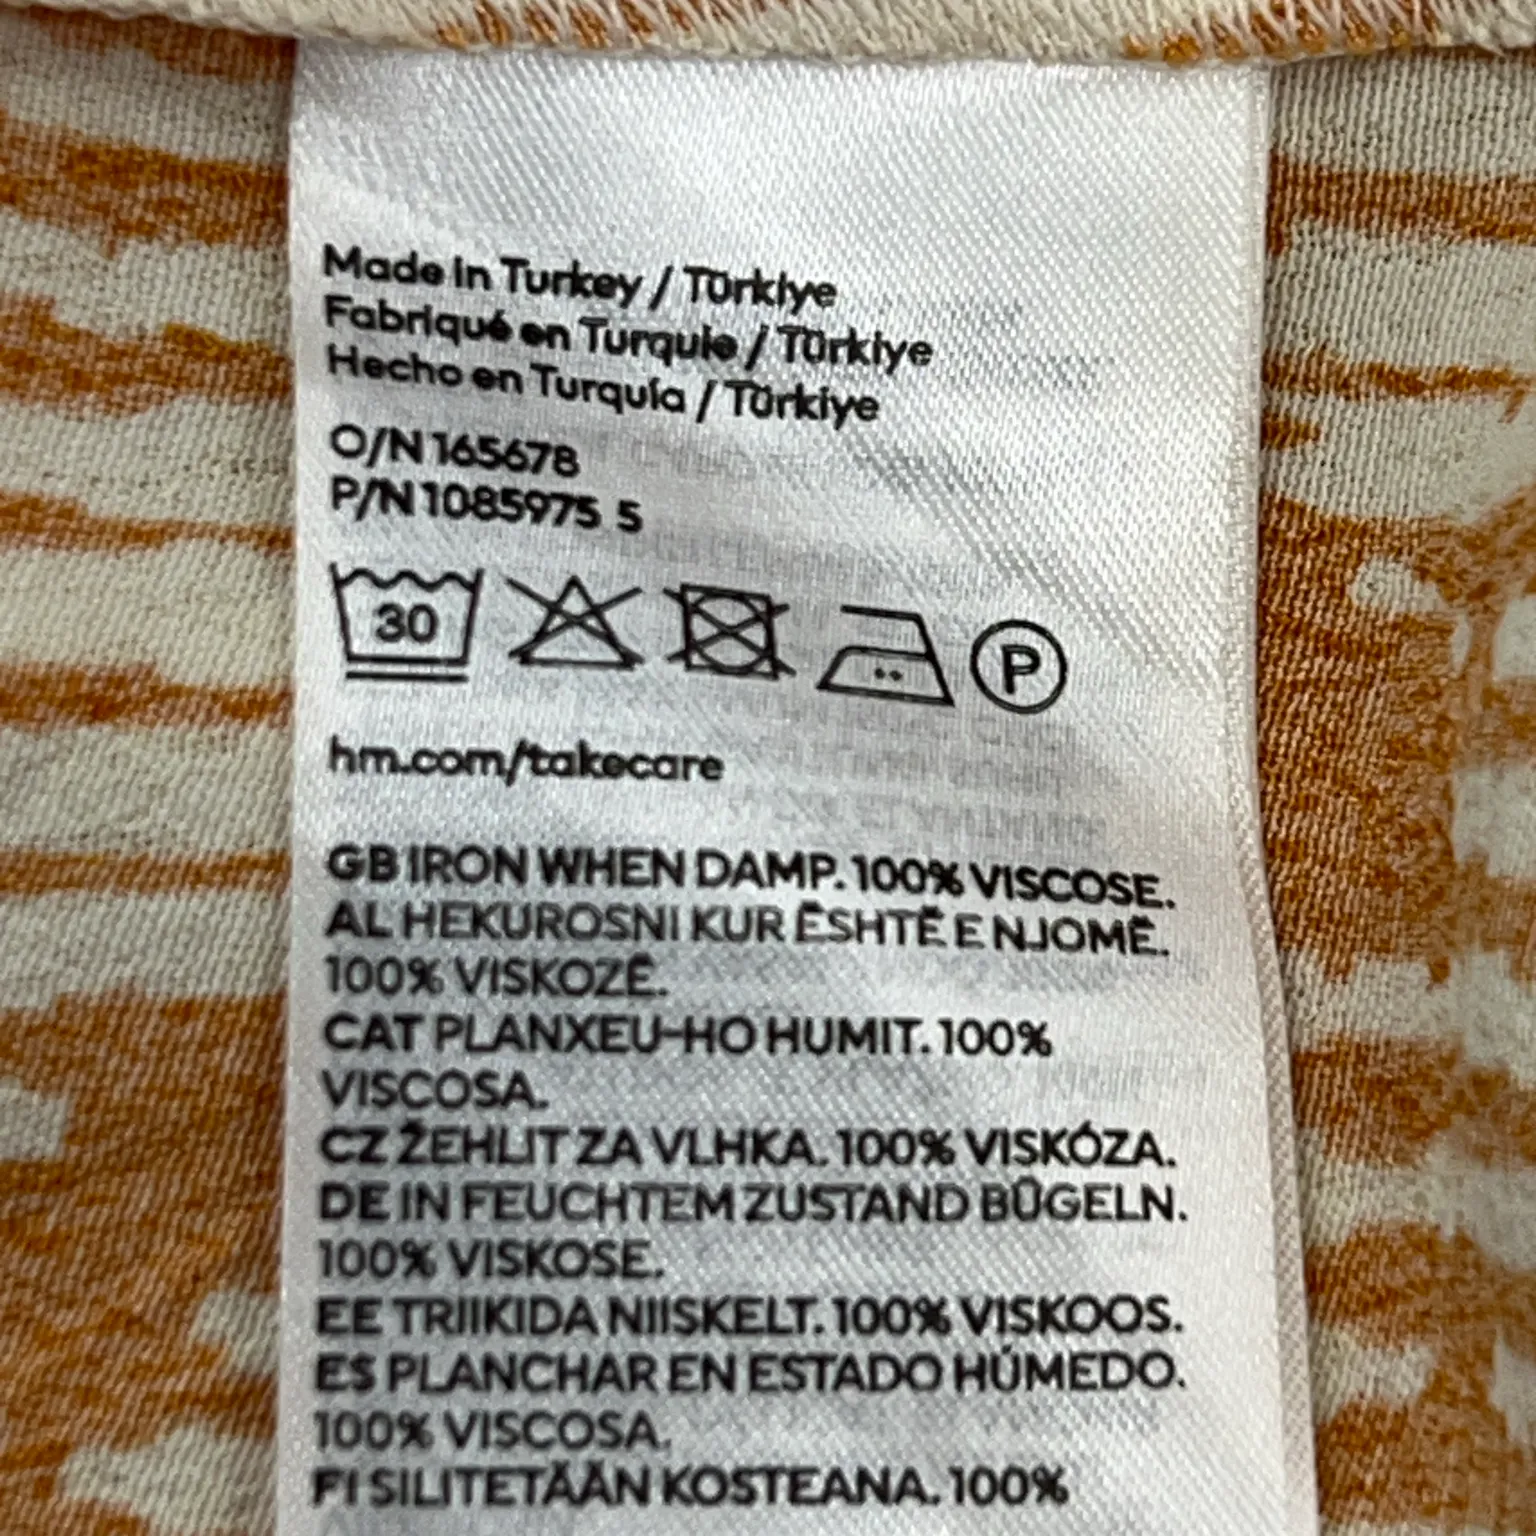 Made in Turkey / Türkiye
Fabriqué en Turquie / Türkiye
Hecho en Turquía / Türkiye
O/N 165678
P/N 1085975 5
30
P
hm.com/takecare
GB IRON WHEN DAMP. 100% VISCOSE.
AL HEKUROSNI KUR ËSHTË E NJOMË.
100% VISKOZË.
CAT PLANXEU-HO HUMIT. 100%
VISCOSA.
CZ ŽEHLIT ZA VLHKA. 100% VISKÓZA.
DE IN FEUCHTEM ZUSTAND BÜGELN.
100% VISKOSE.
EE TRIIKIDA NIISKELT. 100% VISKOOS.
ES PLANCHAR EN ESTADO HÚMEDO.
100% VISCOSA.
FI SILITETÄÄN KOSTEANA. 100%